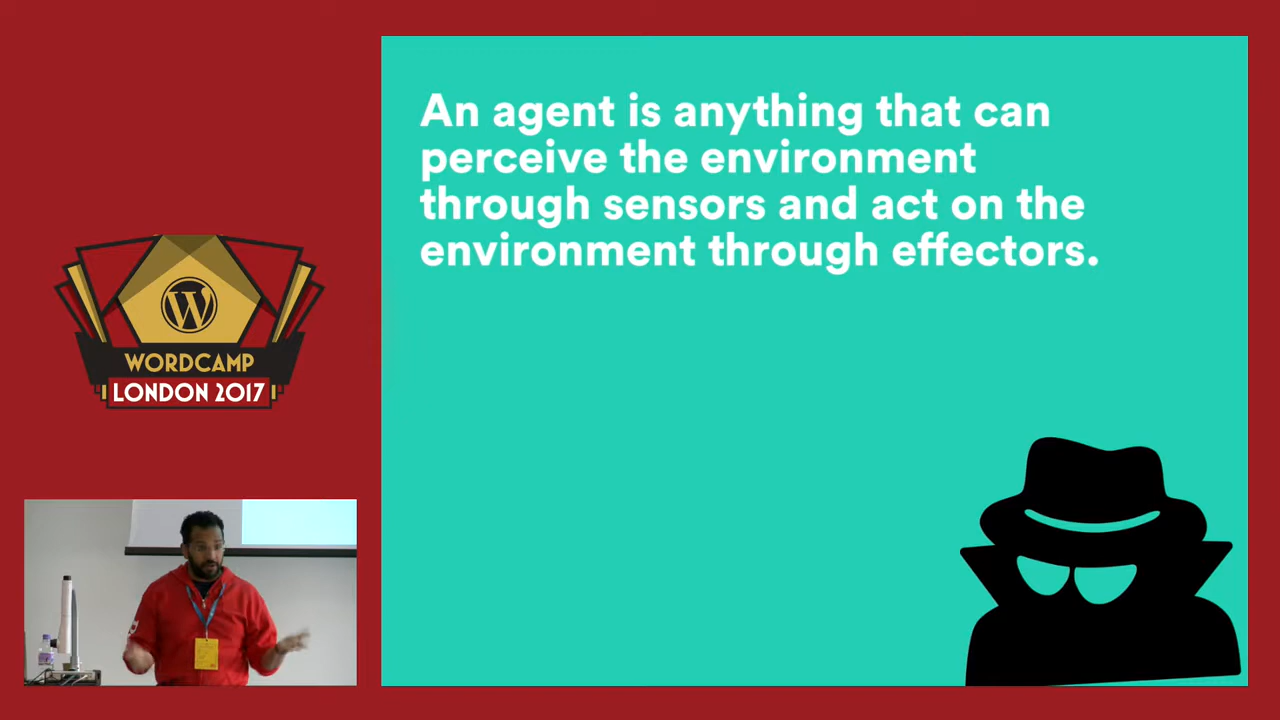 An agent is anything that can
perceive the environment
through sensors and act on the
environment through effectors.
WORDCAMP
LONDON 2017